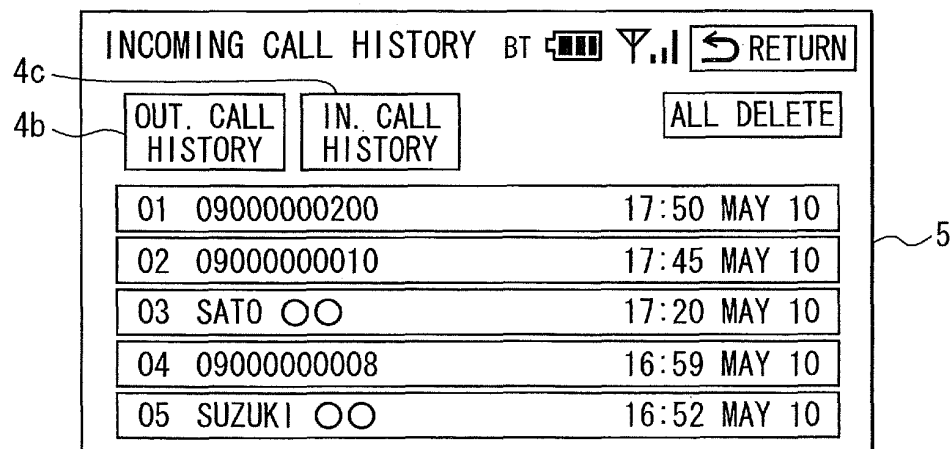 INCOMING CALL HISTORY BT RETURN
4c
4b
OUT. CALL HISTORY
IN. CALL HISTORY
ALL DELETE
01 09000000200 17:50 MAY 10
02 09000000010 17:45 MAY 10
03 SATO ○○ 17:20 MAY 10
04 09000000008 16:59 MAY 10
05 SUZUKI ○○ 16:52 MAY 10
5